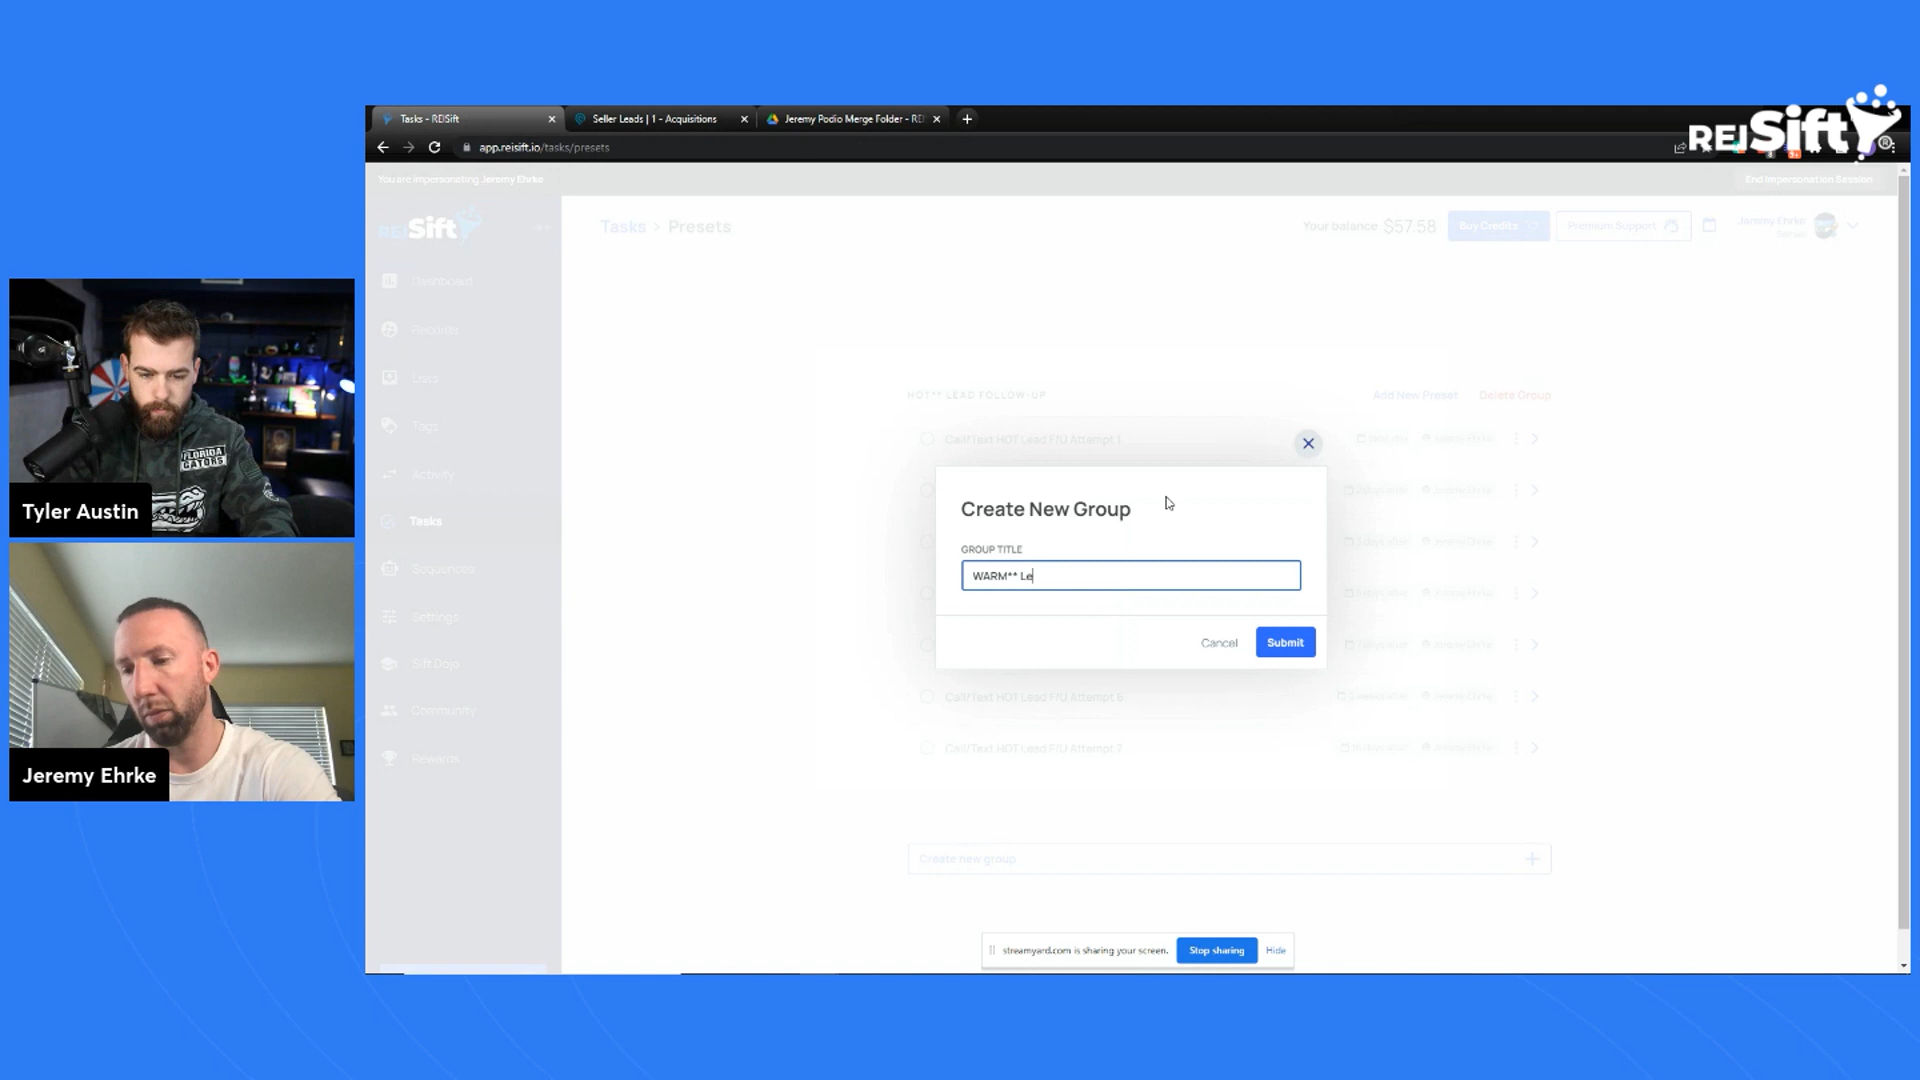 Tasks - REISift
Seller Leads | 1 - Acquisitions
Jeremy Podio Merge Folder - RE
app.reisift.io/tasks/presets
REISift
You are impersonating Jeremy Ehrke
End Impersonation Session
REISift
Tasks > Presets
Your balance: $57.58
Buy Credits
Premium Support
Jeremy Ehrke
Dashboard
Records
Lists
Tags
Activity
Tasks
Sequences
Settings
Sift Dojo
Community
Rewards
HOT** LEAD FOLLOW-UP
Add New Preset
Delete Group
Call/Text HOT Lead F/U Attempt 1
Create New Group
GROUP TITLE
WARM** Le
Cancel
Submit
Call/Text HOT Lead F/U Attempt 6
Call/Text HOT Lead F/U Attempt 7
Create new group
streamyard.com is sharing your screen.
Stop sharing
Hide
FLORIDA
GATORS
Tyler Austin
Jeremy Ehrke